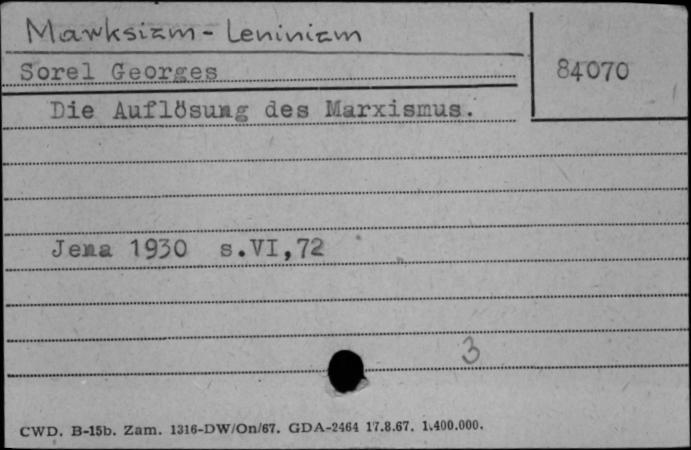 Marksizm - Leninizm
Sorel Georges
84070
Die Auflösung des Marxismus.
Jena 1930 s.VI,72
3
CWD. B-15b. Zam. 1316-DW/On/67. GDA-2464 17.8.67. 1.400.000.